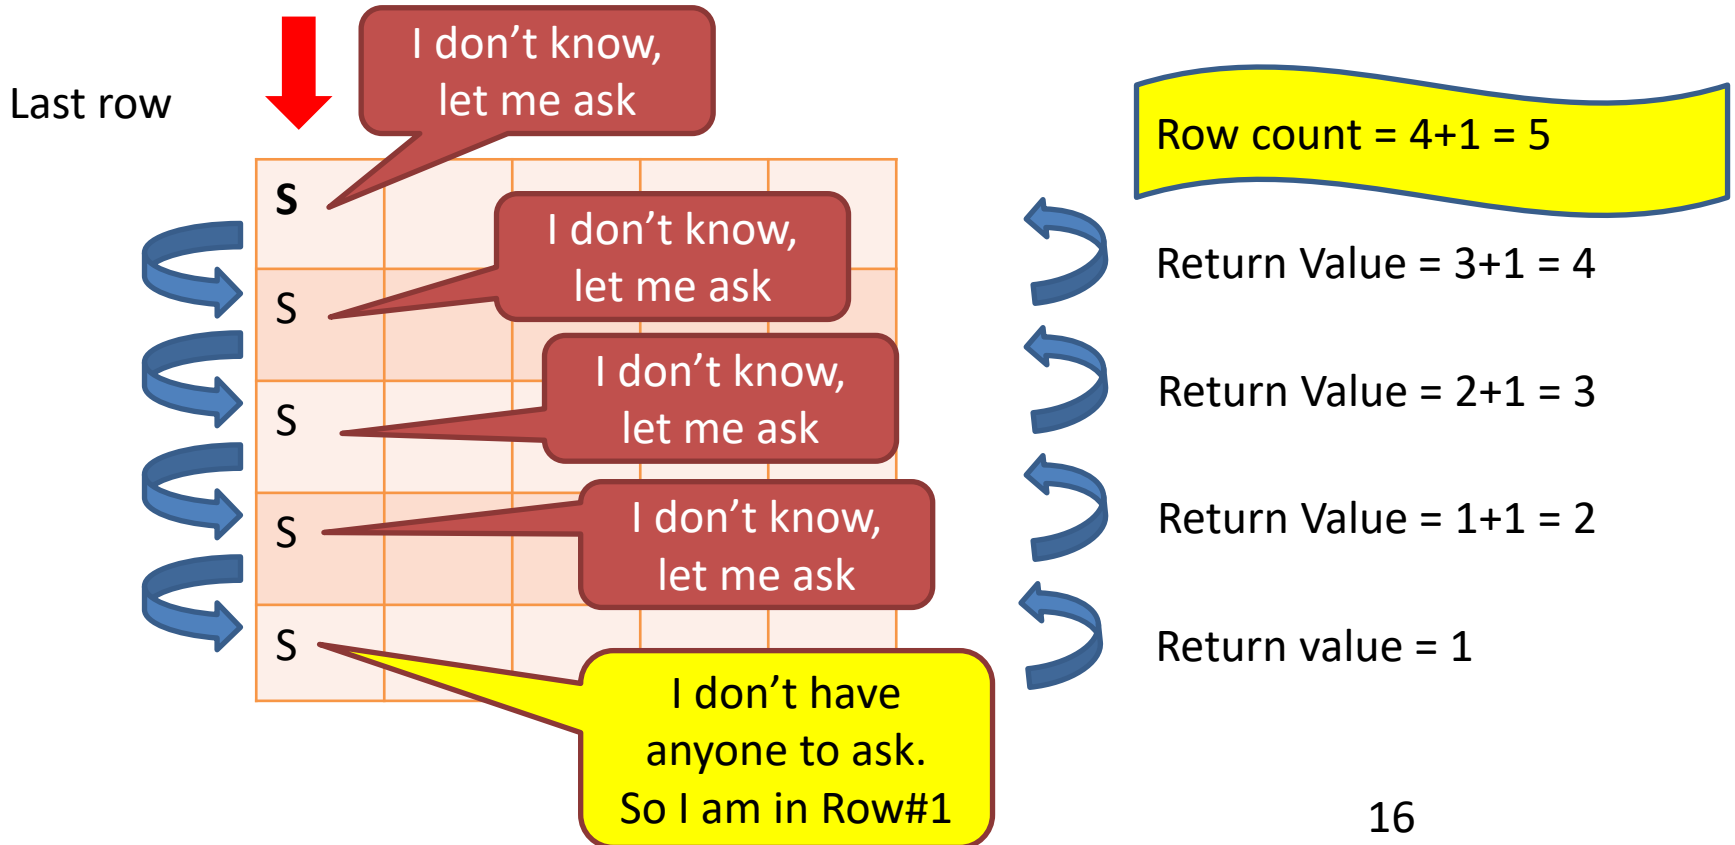 I don’t know,
let me ask
Last row
Row count = 4+1 = 5
S
I don’t know,
let me ask
Return Value = 3+1 = 4
S
I don’t know,
let me ask
Return Value = 2+1 = 3
S
I don’t know,
let me ask
Return Value = 1+1 = 2
S
S
Return value = 1
I don’t have
anyone to ask.
So I am in Row#1
16